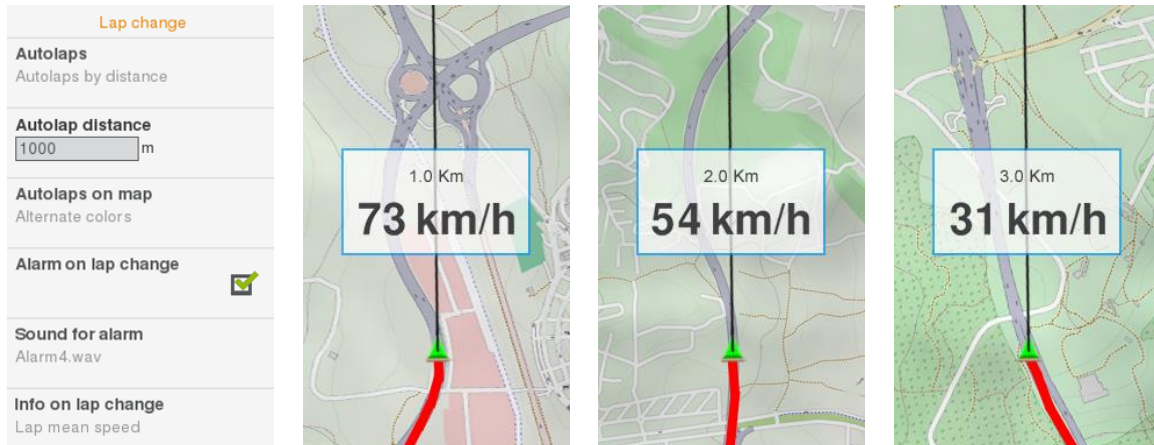 Lap change
Autolaps
Autolaps by distance
Autolap distance
1000 m
Autolaps on map
Alternate colors
Alarm on lap change
Sound for alarm
Alarm4.wav
Info on lap change
Lap mean speed
1.0 Km
73 km/h
2.0 Km
54 km/h
3.0 Km
31 km/h